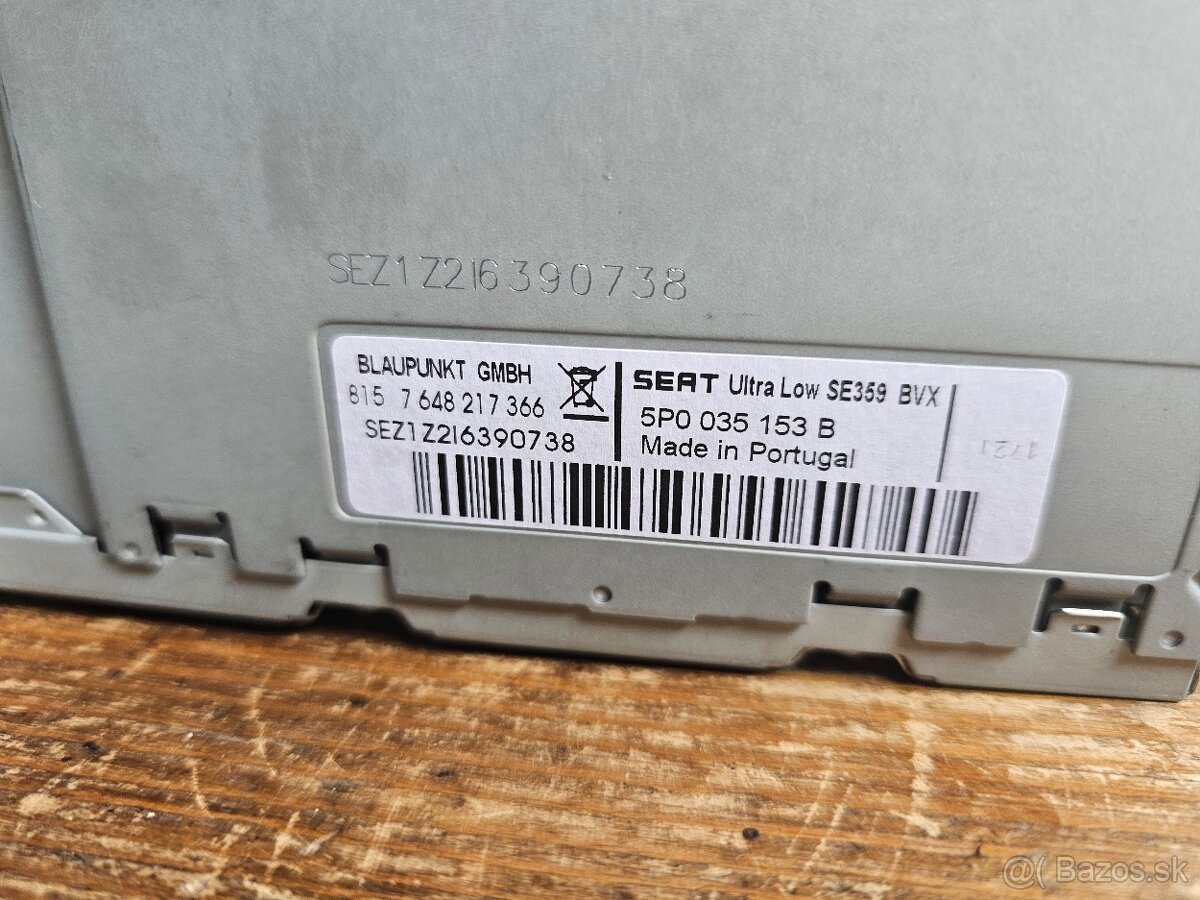 SEZ1Z2I6390738
BLAUPUNKT GMBH
815 7 648 217 366
SEZ1Z2I6390738
SEAT Ultra Low SE359 BVX
5P0 035 153 B
Made in Portugal
@( Bazos.sk